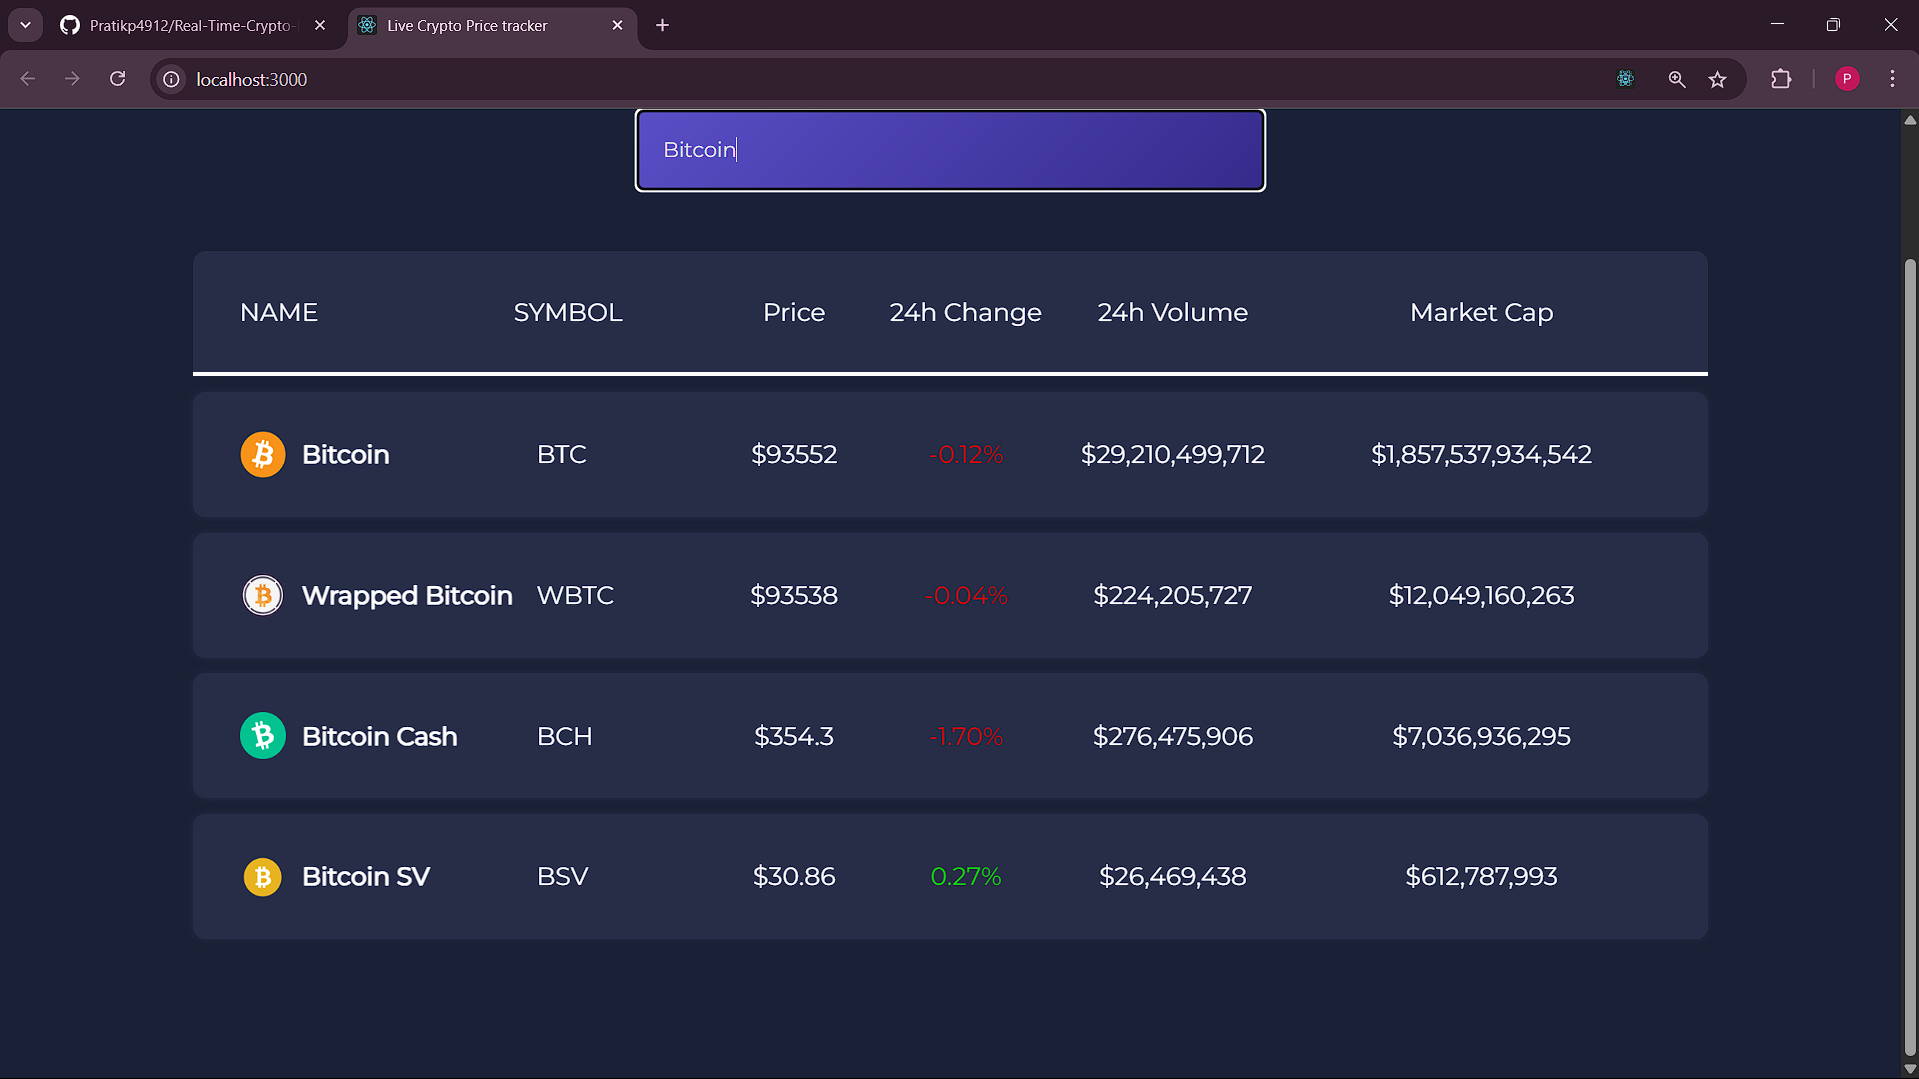 Pratikp4912/Real-Time-Crypto-
Live Crypto Price tracker
localhost:3000
P
Bitcoin
NAME SYMBOL Price 24h Change 24h Volume Market Cap
Bitcoin BTC $93552 -0.12% $29,210,499,712 $1,857,537,934,542
Wrapped Bitcoin WBTC $93538 -0.04% $224,205,727 $12,049,160,263
Bitcoin Cash BCH $354.3 -1.70% $276,475,906 $7,036,936,295
Bitcoin SV BSV $30.86 0.27% $26,469,438 $612,787,993